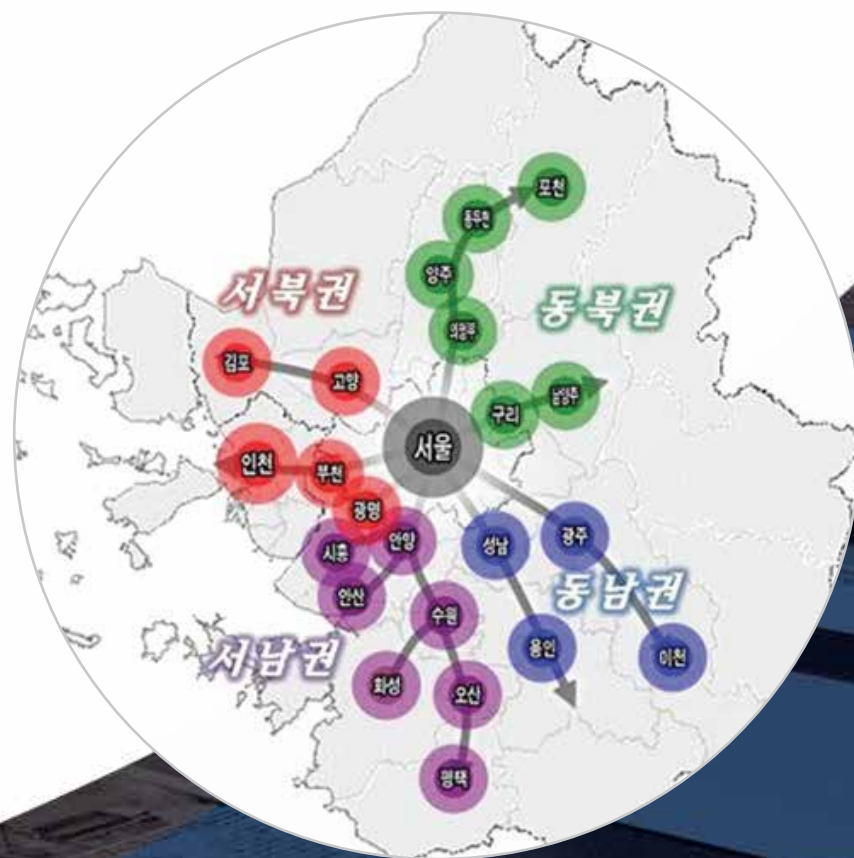 포천
동두천
양주
서북권
동북권
의정부
김포
고양
남양주
구리
서울
인천
부천
광명
안양
시흥
성남
광주
안산
동남권
수원
용인
이천
서남권
화성
오산
평택